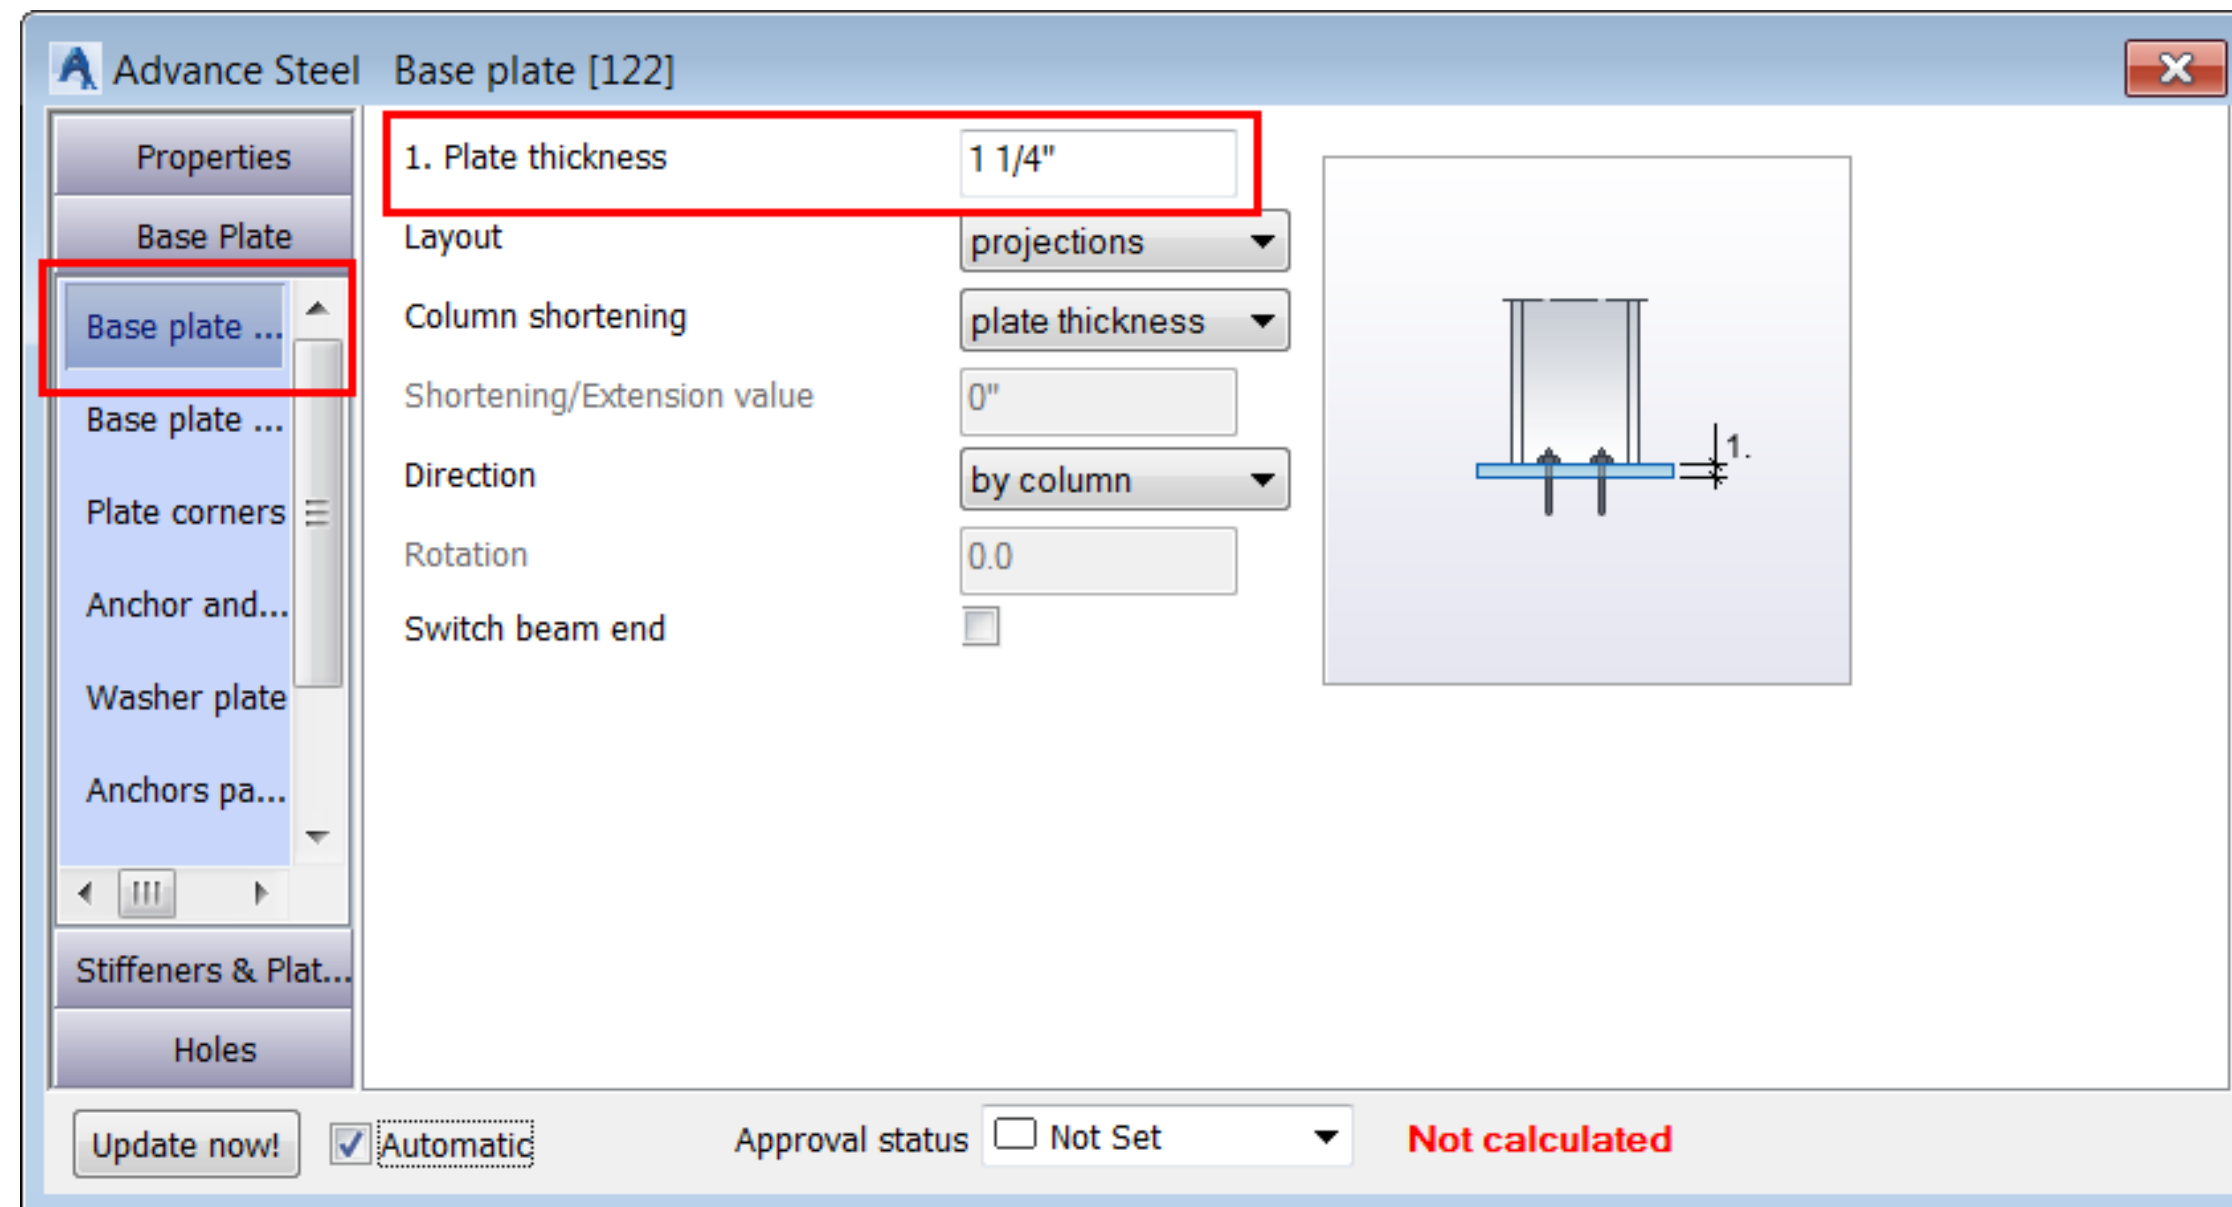 Advance Steel Base plate [122]
Properties
Base Plate
Base plate ...
Base plate ...
Plate corners
Anchor and...
Washer plate
Anchors pa...
Stiffeners & Plat...
Holes
1. Plate thickness 1 1/4"
Layout projections
Column shortening plate thickness
Shortening/Extension value 0"
Direction by column
Rotation 0.0
Switch beam end
1.
Update now! Automatic Approval status Not Set Not calculated